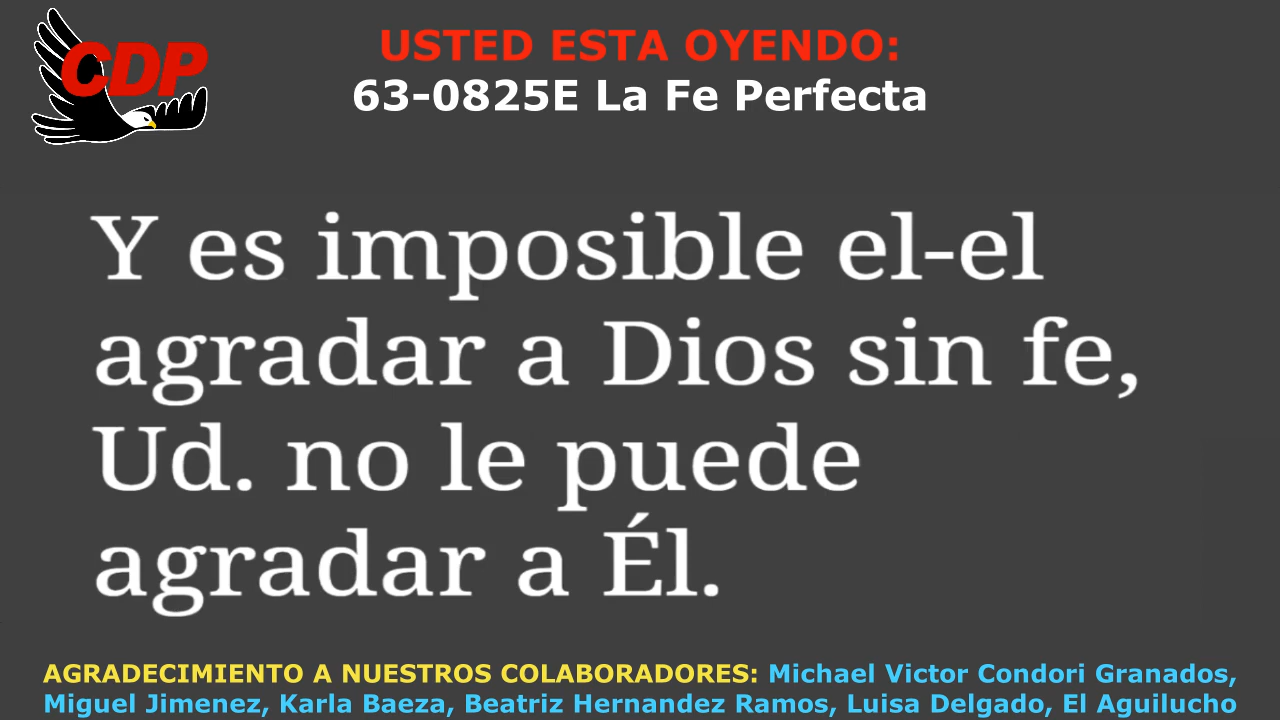 CDP
USTED ESTA OYENDO:
63-0825E La Fe Perfecta
Y es imposible el-el
agradar a Dios sin fe,
Ud. no le puede
agradar a Él.
AGRADECIMIENTO A NUESTROS COLABORADORES: Michael Victor Condori Granados,
Miguel Jimenez, Karla Baeza, Beatriz Hernandez Ramos, Luisa Delgado, El Aguilucho